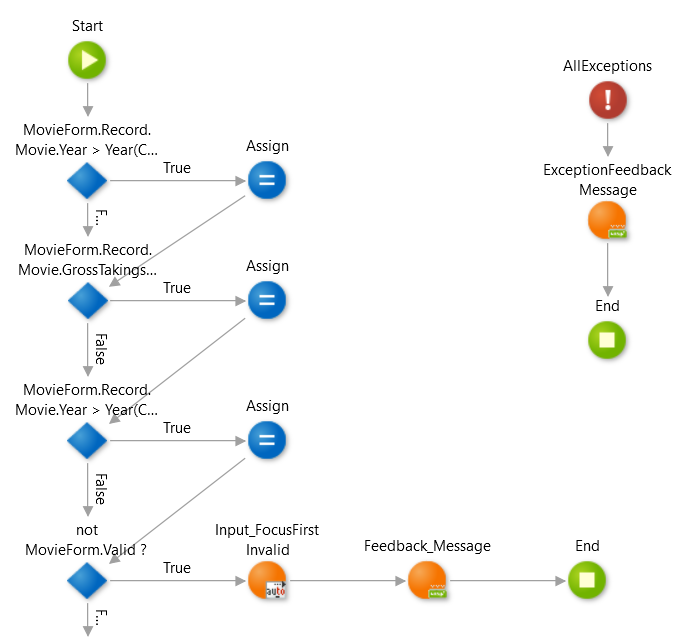 Start
AllExceptions
MovieForm.Record.
Movie.Year > Year(C...
True
Assign
ExceptionFeedback
Message
F...
MovieForm.Record.
Movie.GrossTakings...
True
Assign
End
False
MovieForm.Record.
Movie.Year > Year(C...
True
Assign
False
not
MovieForm.Valid ?
True
Input_FocusFirst
Invalid
auto
Feedback_Message
End
F...